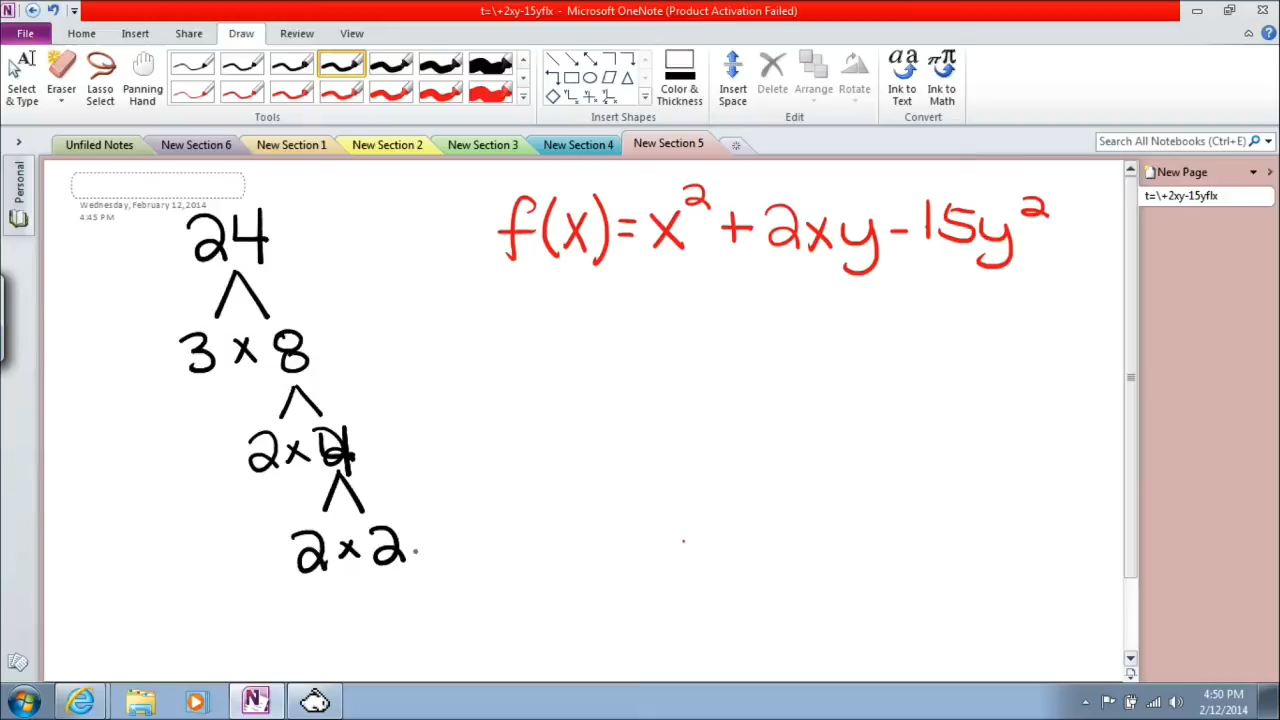 t=\+2xy-15yflx - Microsoft OneNote (Product Activation Failed)
File Home Insert Share Draw Review View
Select & Type Eraser Lasso Select Panning Hand Color & Thickness Insert Space Delete Arrange Rotate Ink to Text Ink to Math
Tools Insert Shapes Edit Convert
Unfiled Notes New Section 6 New Section 1 New Section 2 New Section 3 New Section 4 New Section 5 Search All Notebooks (Ctrl+E)
Personal
New Page
t=\+2xy-15yflx
Wednesday, February 12, 2014
4:45 PM
24
f(x) = x² + 2xy - 15y²
3 x 8
2 x 4
2 x 2
4:50 PM
2/12/2014